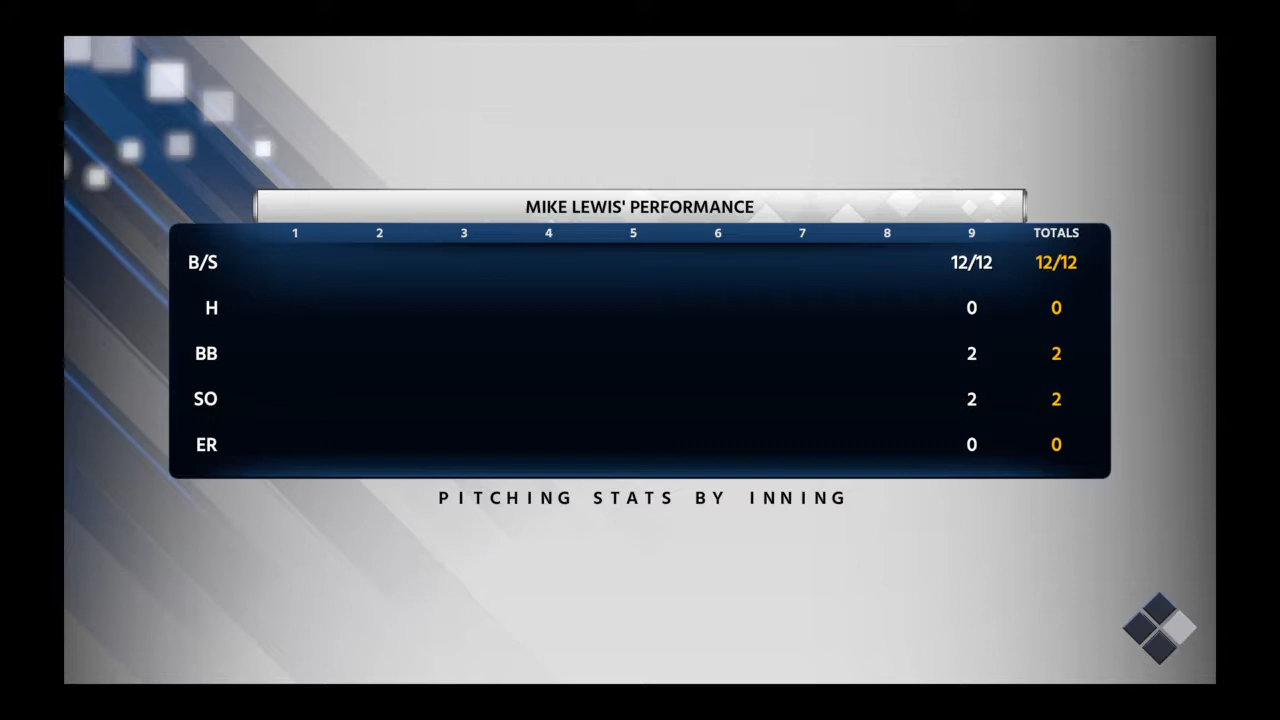 MIKE LEWIS' PERFORMANCE
1 2 3 4 5 6 7 8 9 TOTALS
B/S 12/12 12/12
H 0 0
BB 2 2
SO 2 2
ER 0 0
PITCHING STATS BY INNING